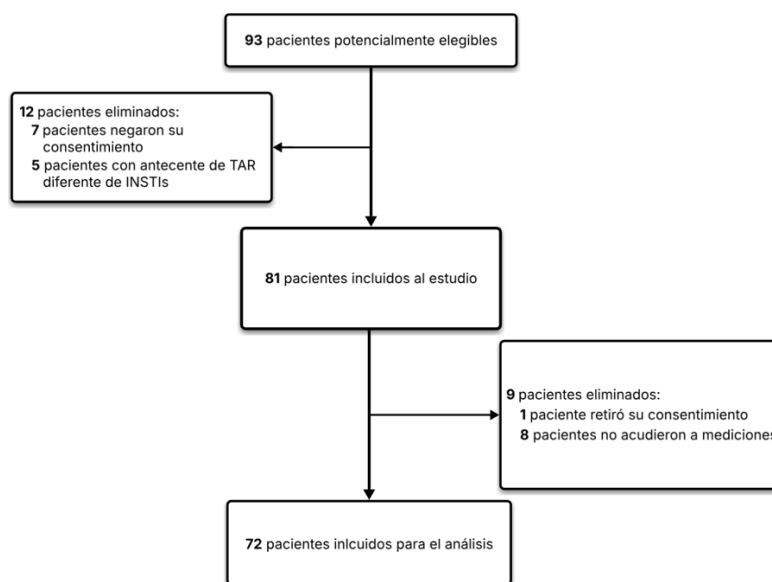 93 pacientes potencialmente elegibles
12 pacientes eliminados:
7 pacientes negaron su
consentimiento
5 pacientes con antecente de TAR
diferente de INSTIs
81 pacientes incluidos al estudio
9 pacientes eliminados:
1 paciente retiró su consentimiento
8 pacientes no acudieron a mediciones
72 pacientes inlcuidos para el análisis